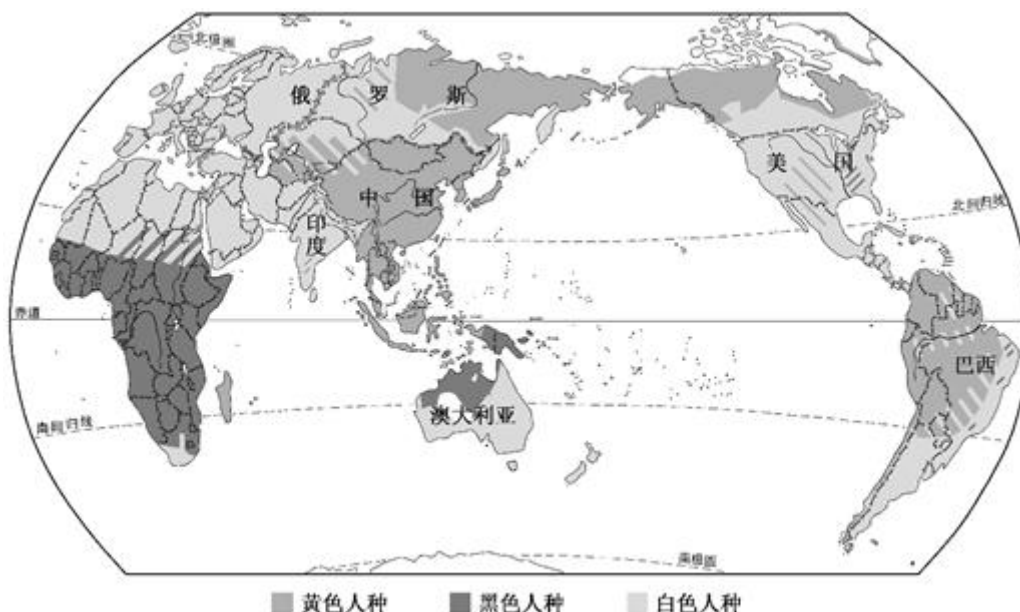 北极圈
俄罗斯
中国
美国
印度
北回归线
赤道
巴西
澳大利亚
南回归线
南极圈
黄色人种 黑色人种 白色人种